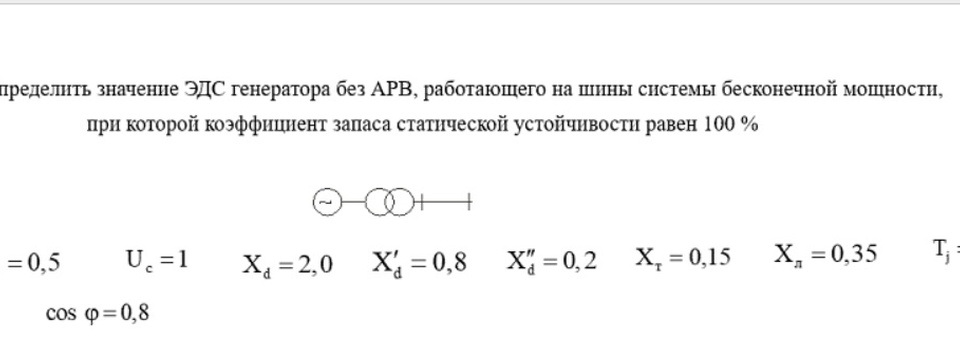 пределить значение ЭДС генератора без АРВ, работающего на шины системы бесконечной мощности,
при которой коэффициент запаса статической устойчивости равен 100 %
~
= 0,5 U_c = 1 X_d = 2,0 X'_d = 0,8 X''_d = 0,2 X_т = 0,15 X_л = 0,35 T_j =
cos φ = 0,8